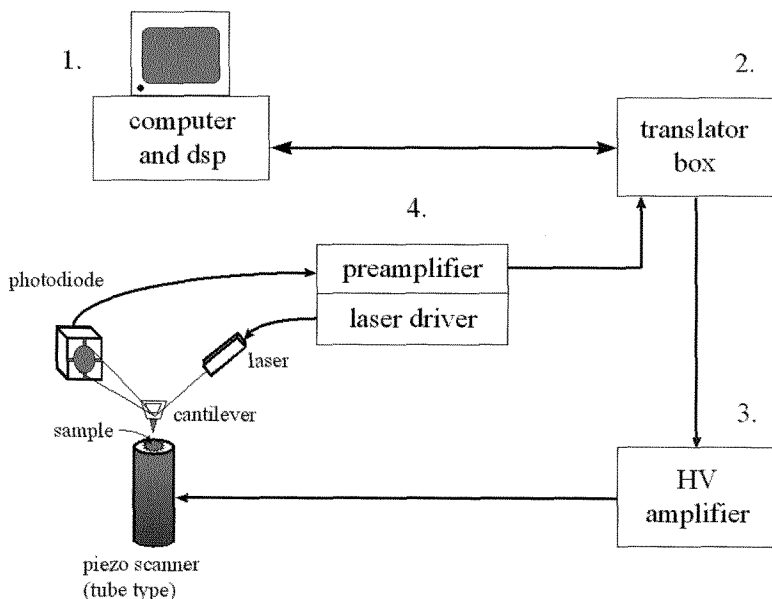 1.
computer
and dsp
2.
translator
box
4.
preamplifier
laser driver
photodiode
laser
cantilever
sample
3.
HV
amplifier
piezo scanner
(tube type)